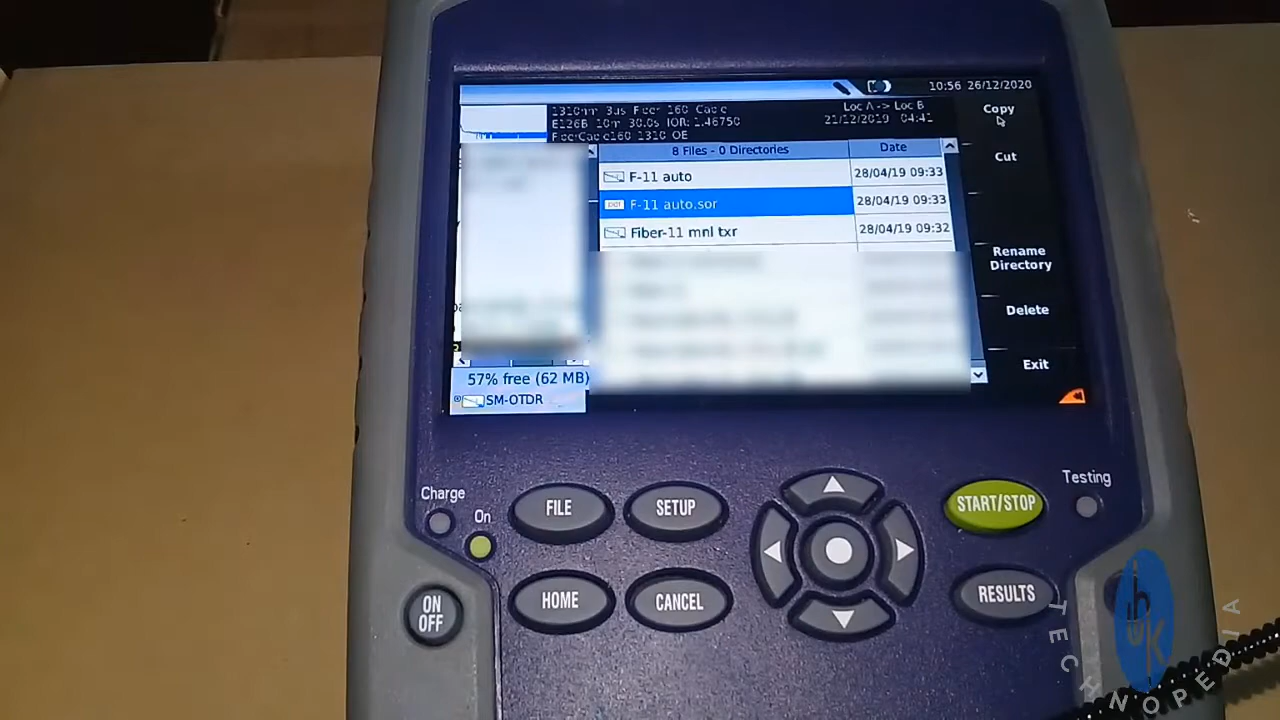 10:56 26/12/2020
1310nm 3us Fiber 160 Cable
Loc A -> Loc B
E126B 10m 30.0s IOR: 1.46750
21/12/2019 04:41
1310 OE
8 Files - 0 Directories
Date
F-11 auto
28/04/19 09:33
F-11 auto.sor
28/04/19 09:33
Fiber-11 mnl txr
28/04/19 09:32
57% free (62 MB)
SM-OTDR
Copy
Cut
Rename
Directory
Delete
Exit
Charge
On
FILE
SETUP
START/STOP
Testing
ON
OFF
HOME
CANCEL
RESULTS
TECHNOPEDIA